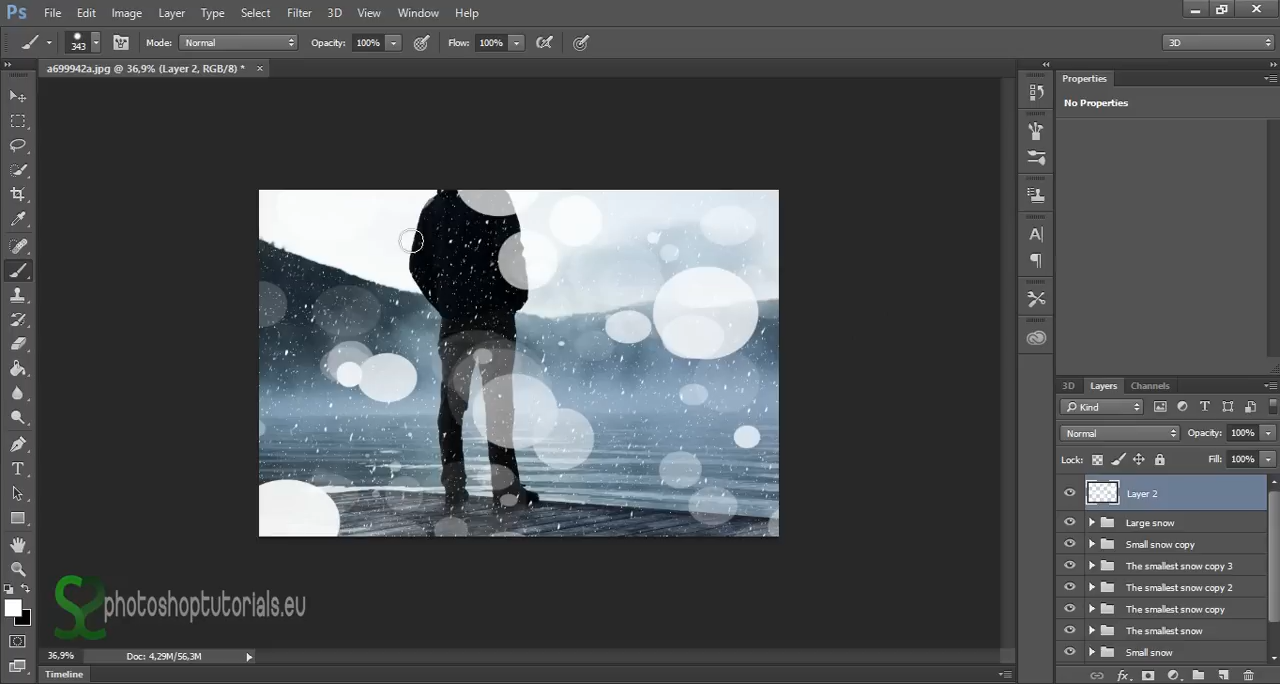 Ps File Edit Image Layer Type Select Filter 3D View Window Help
343 Mode: Normal Opacity: 100% Flow: 100% 3D
a699942a.jpg @ 36,9% (Layer 2, RGB/8) * ×
Properties
No Properties
3D Layers Channels
Kind
Normal Opacity: 100%
Lock: Fill: 100%
Layer 2
Large snow
Small snow copy
The smallest snow copy 3
The smallest snow copy 2
The smallest snow copy
The smallest snow
Small snow
photoshoptutorials.eu
36,9% Doc: 4,29M/56,3M
Timeline